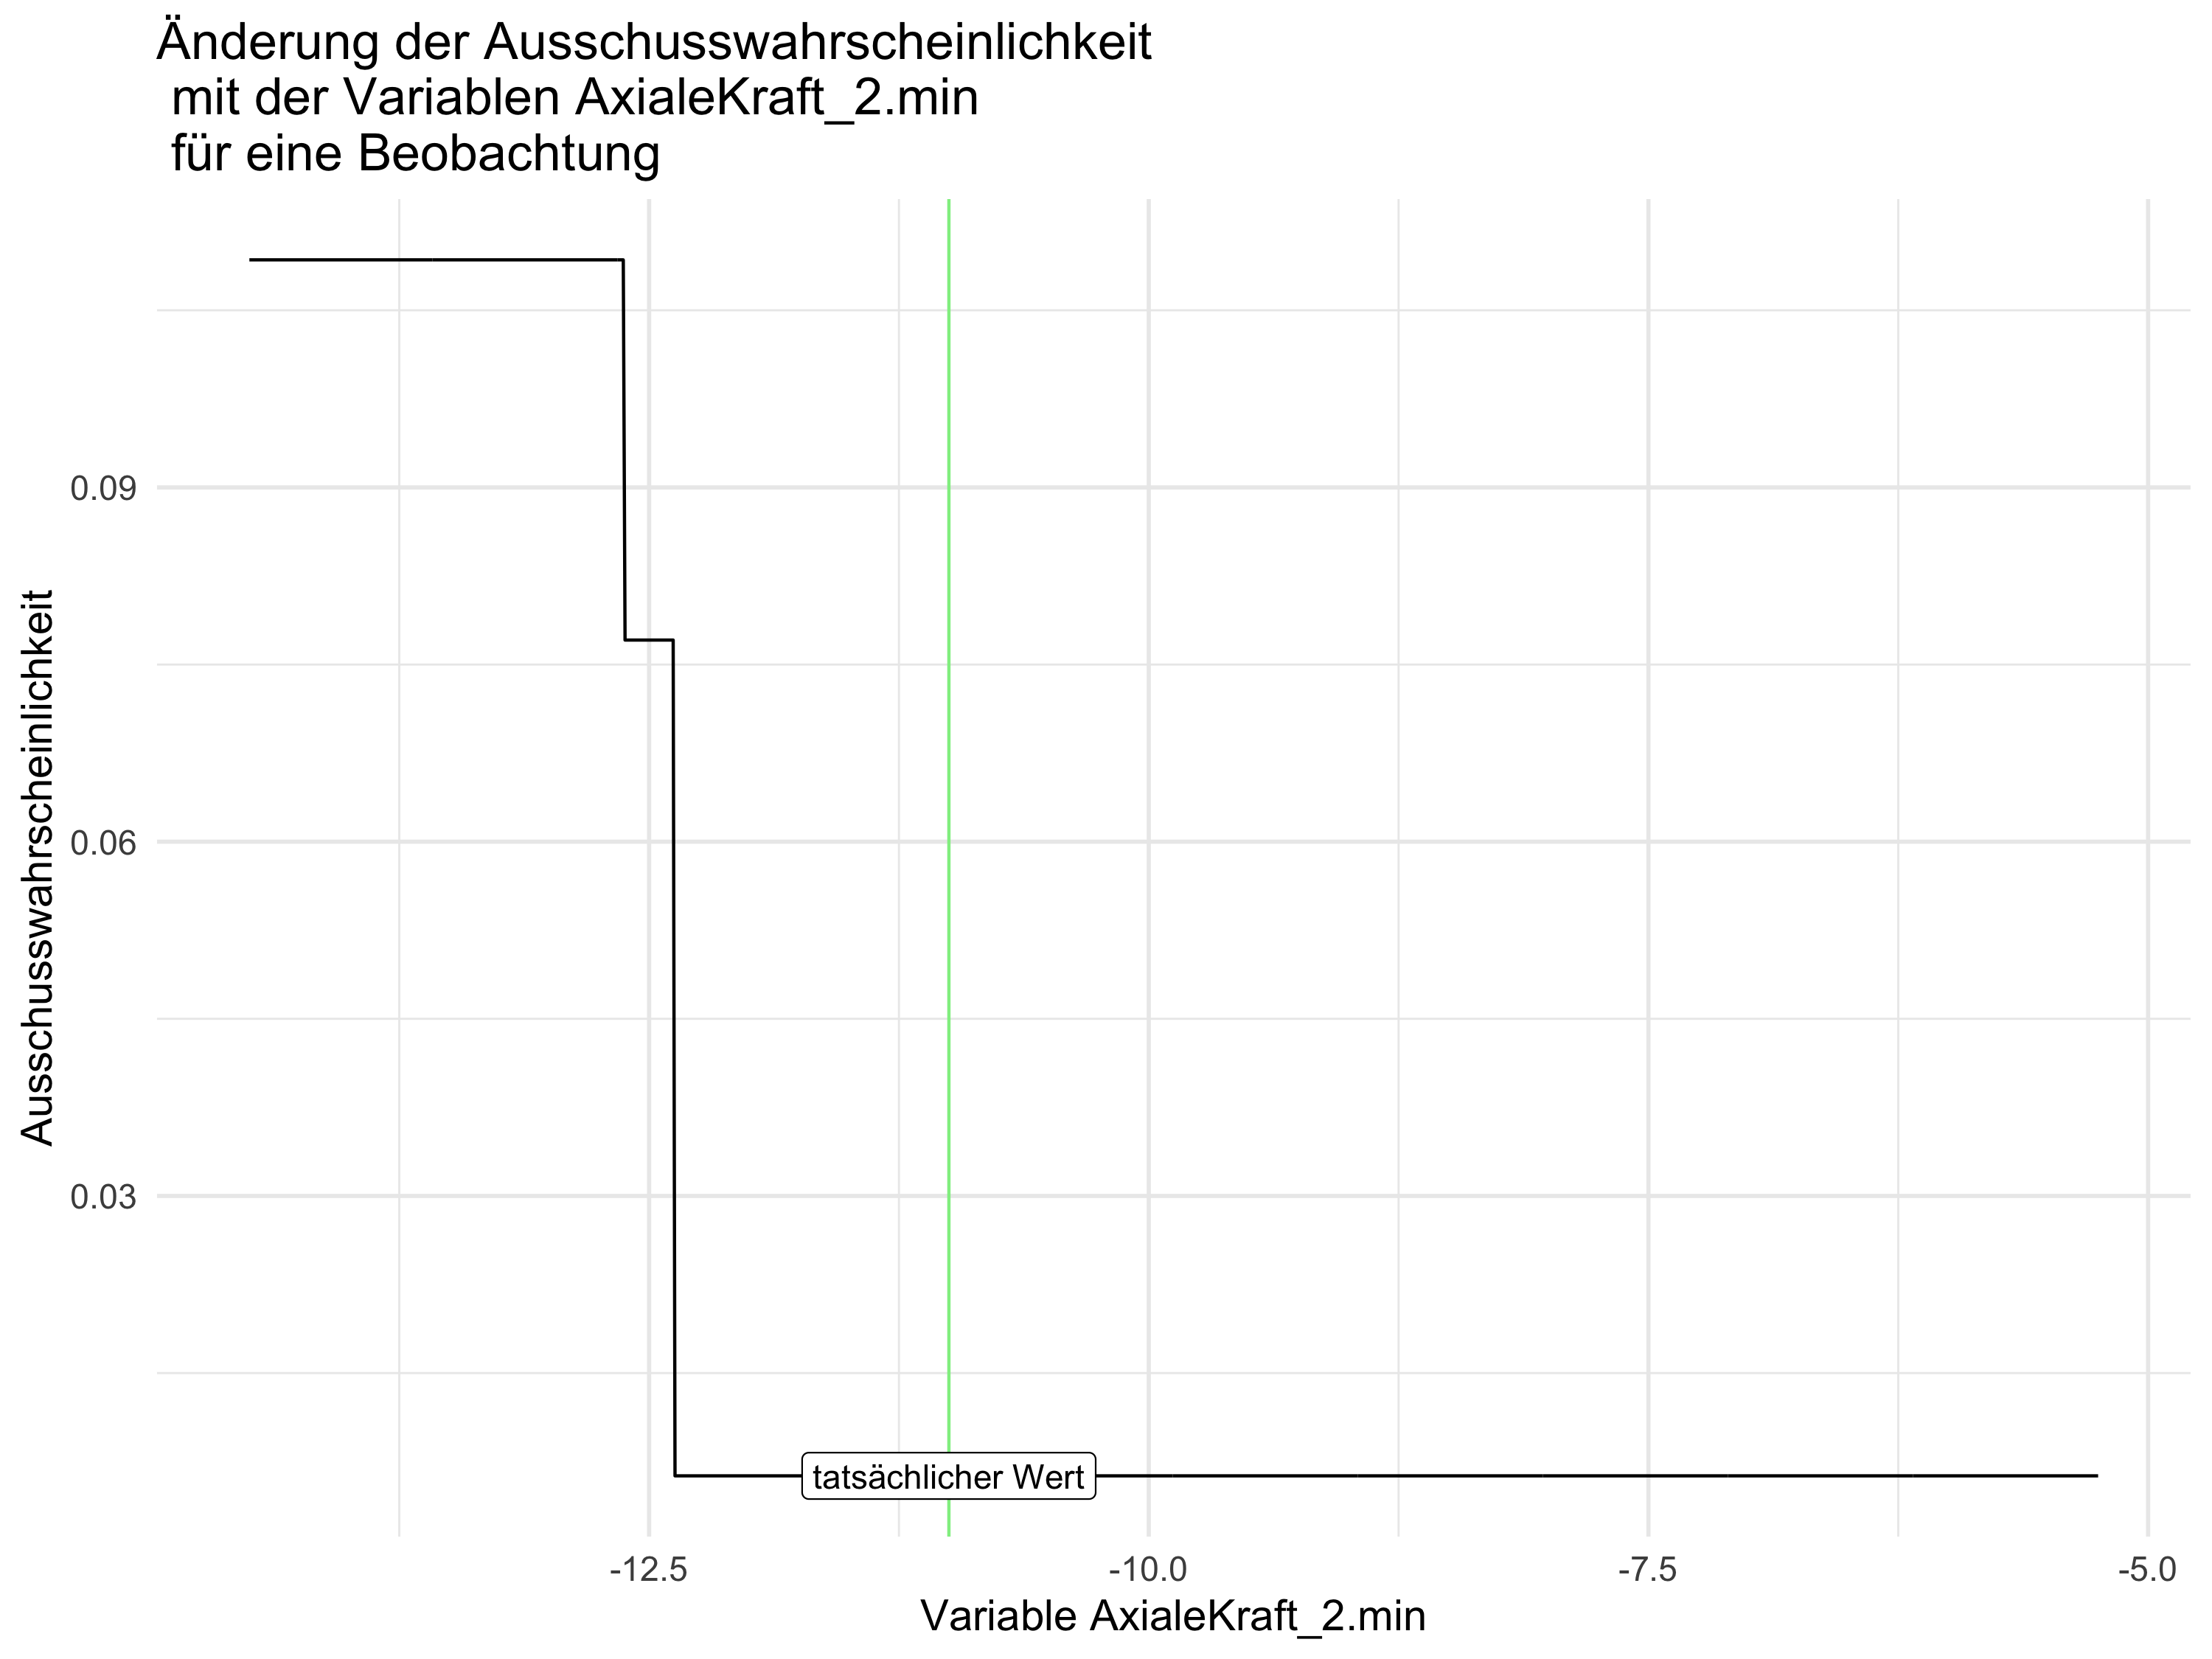 Änderung der Ausschusswahrscheinlichkeit
mit der Variablen AxialeKraft_2.min
für eine Beobachtung
Ausschusswahrscheinlichkeit
0.09
0.06
0.03
tatsächlicher Wert
-12.5
-10.0
-7.5
-5.0
Variable AxialeKraft_2.min